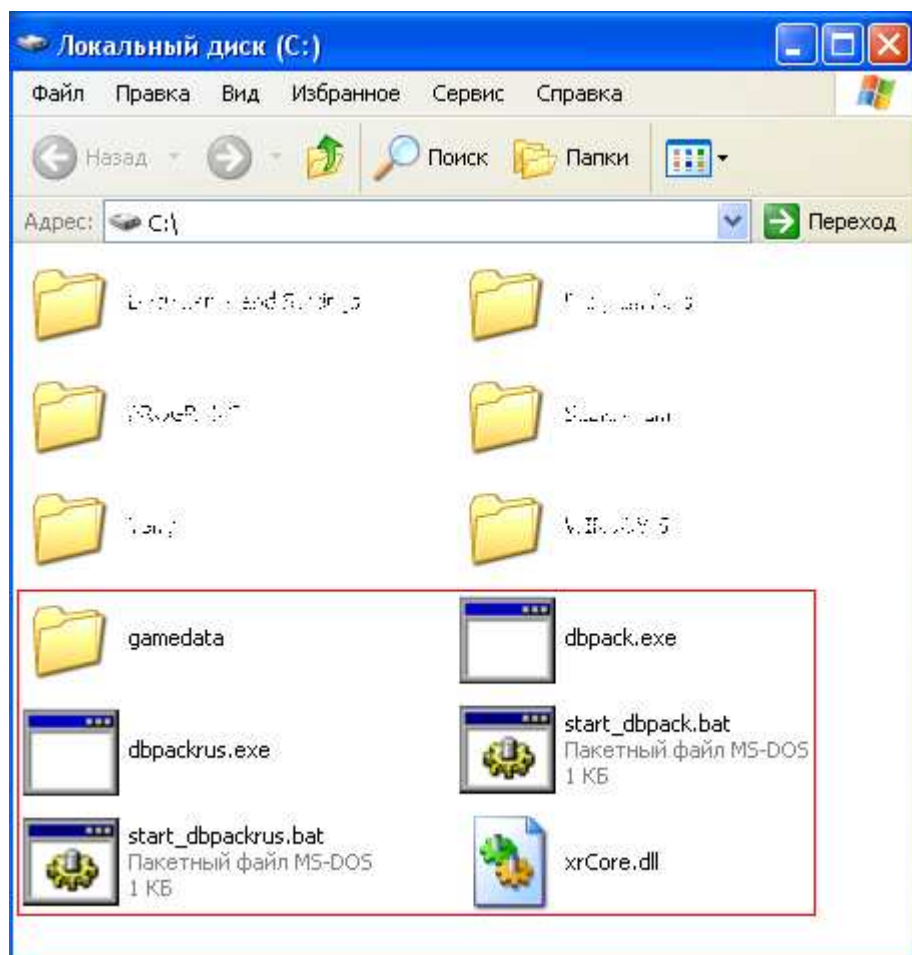 Локальный диск (C:)
Файл Правка Вид Избранное Сервис Справка
Назад Поиск Папки
Адрес: C:\ Переход
gamedata
dbpack.exe
dbpackrus.exe
start_dbpack.bat
Пакетный файл MS-DOS
1 КБ
start_dbpackrus.bat
Пакетный файл MS-DOS
1 КБ
xrCore.dll